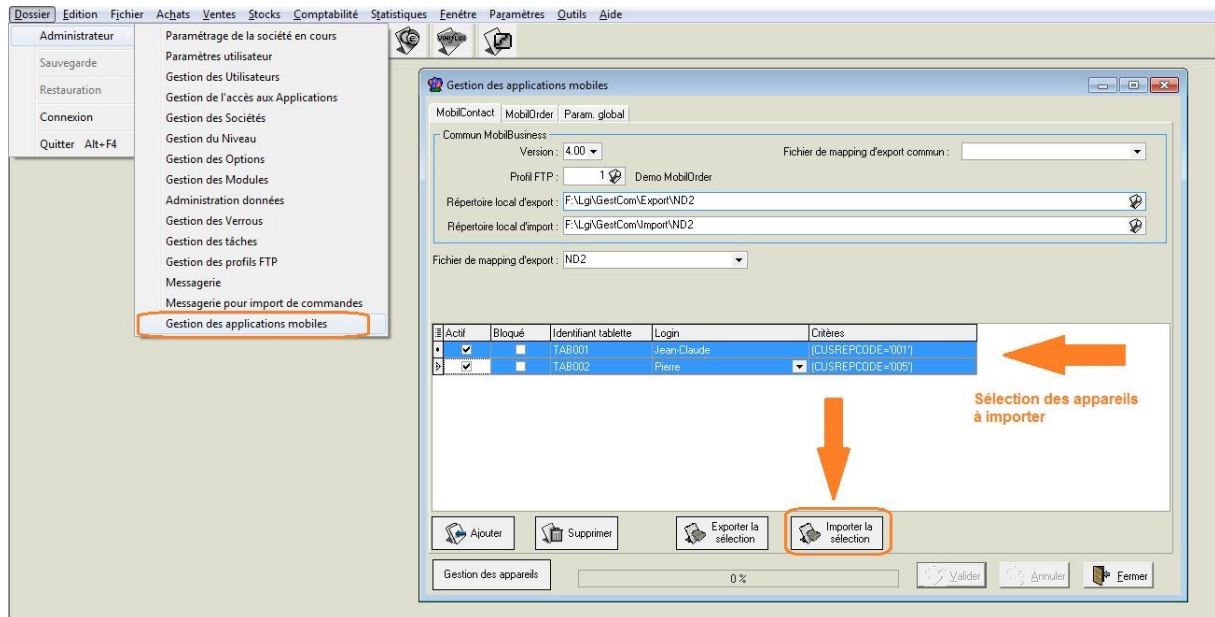 Dossier Edition Fichier Achats Ventes Stocks Comptabilité Statistiques Fenêtre Paramètres Outils Aide
Administrateur
Sauvegarde
Restauration
Connexion
Quitter Alt+F4
Paramétrage de la société en cours
Paramètres utilisateur
Gestion des Utilisateurs
Gestion de l'accès aux Applications
Gestion des Sociétés
Gestion du Niveau
Gestion des Options
Gestion des Modules
Administration données
Gestion des Verrous
Gestion des tâches
Gestion des profils FTP
Messagerie
Messagerie pour import de commandes
Gestion des applications mobiles
Gestion des applications mobiles
MobilContact MobilOrder Param. global
Commun MobilBusiness
Version : 4.00 Fichier de mapping d'export commun :
Profil FTP : 1 Demo MobilOrder
Répertoire local d'export : F:\Lgi\GestCom\Export\ND2
Répertoire local d'import : F:\Lgi\GestCom\Import\ND2
Fichier de mapping d'export : ND2
Actif Bloqué Identifiant tablette Login Critères
TAB001 Jean-Claude (CUSREPCODE='001')
TAB002 Pierre (CUSREPCODE='005')
Sélection des appareils
à importer
Ajouter Supprimer Exporter la sélection Importer la sélection
Gestion des appareils 0 % Valider Annuler Fermer